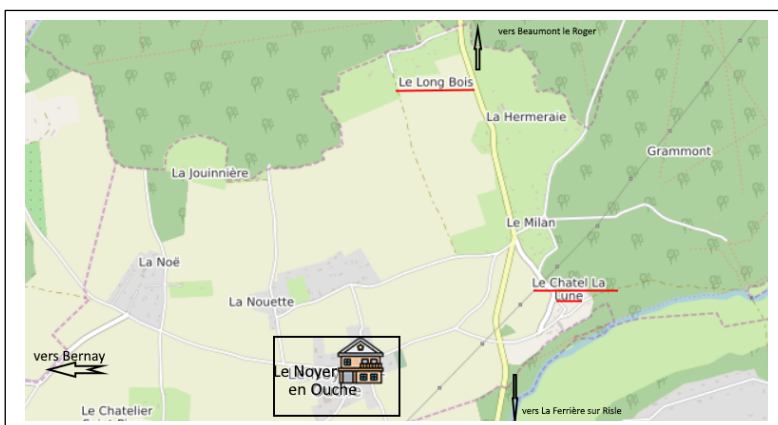 vers Beaumont le Roger
Le Long Bois
La Hermeraie
Grammont
La Jouinnière
Le Milan
La Noë
Le Chatel La
Lune
La Nouette
vers Bernay
Le Noyer
en Ouche
Le Chatelier
vers La Ferrière sur Risle